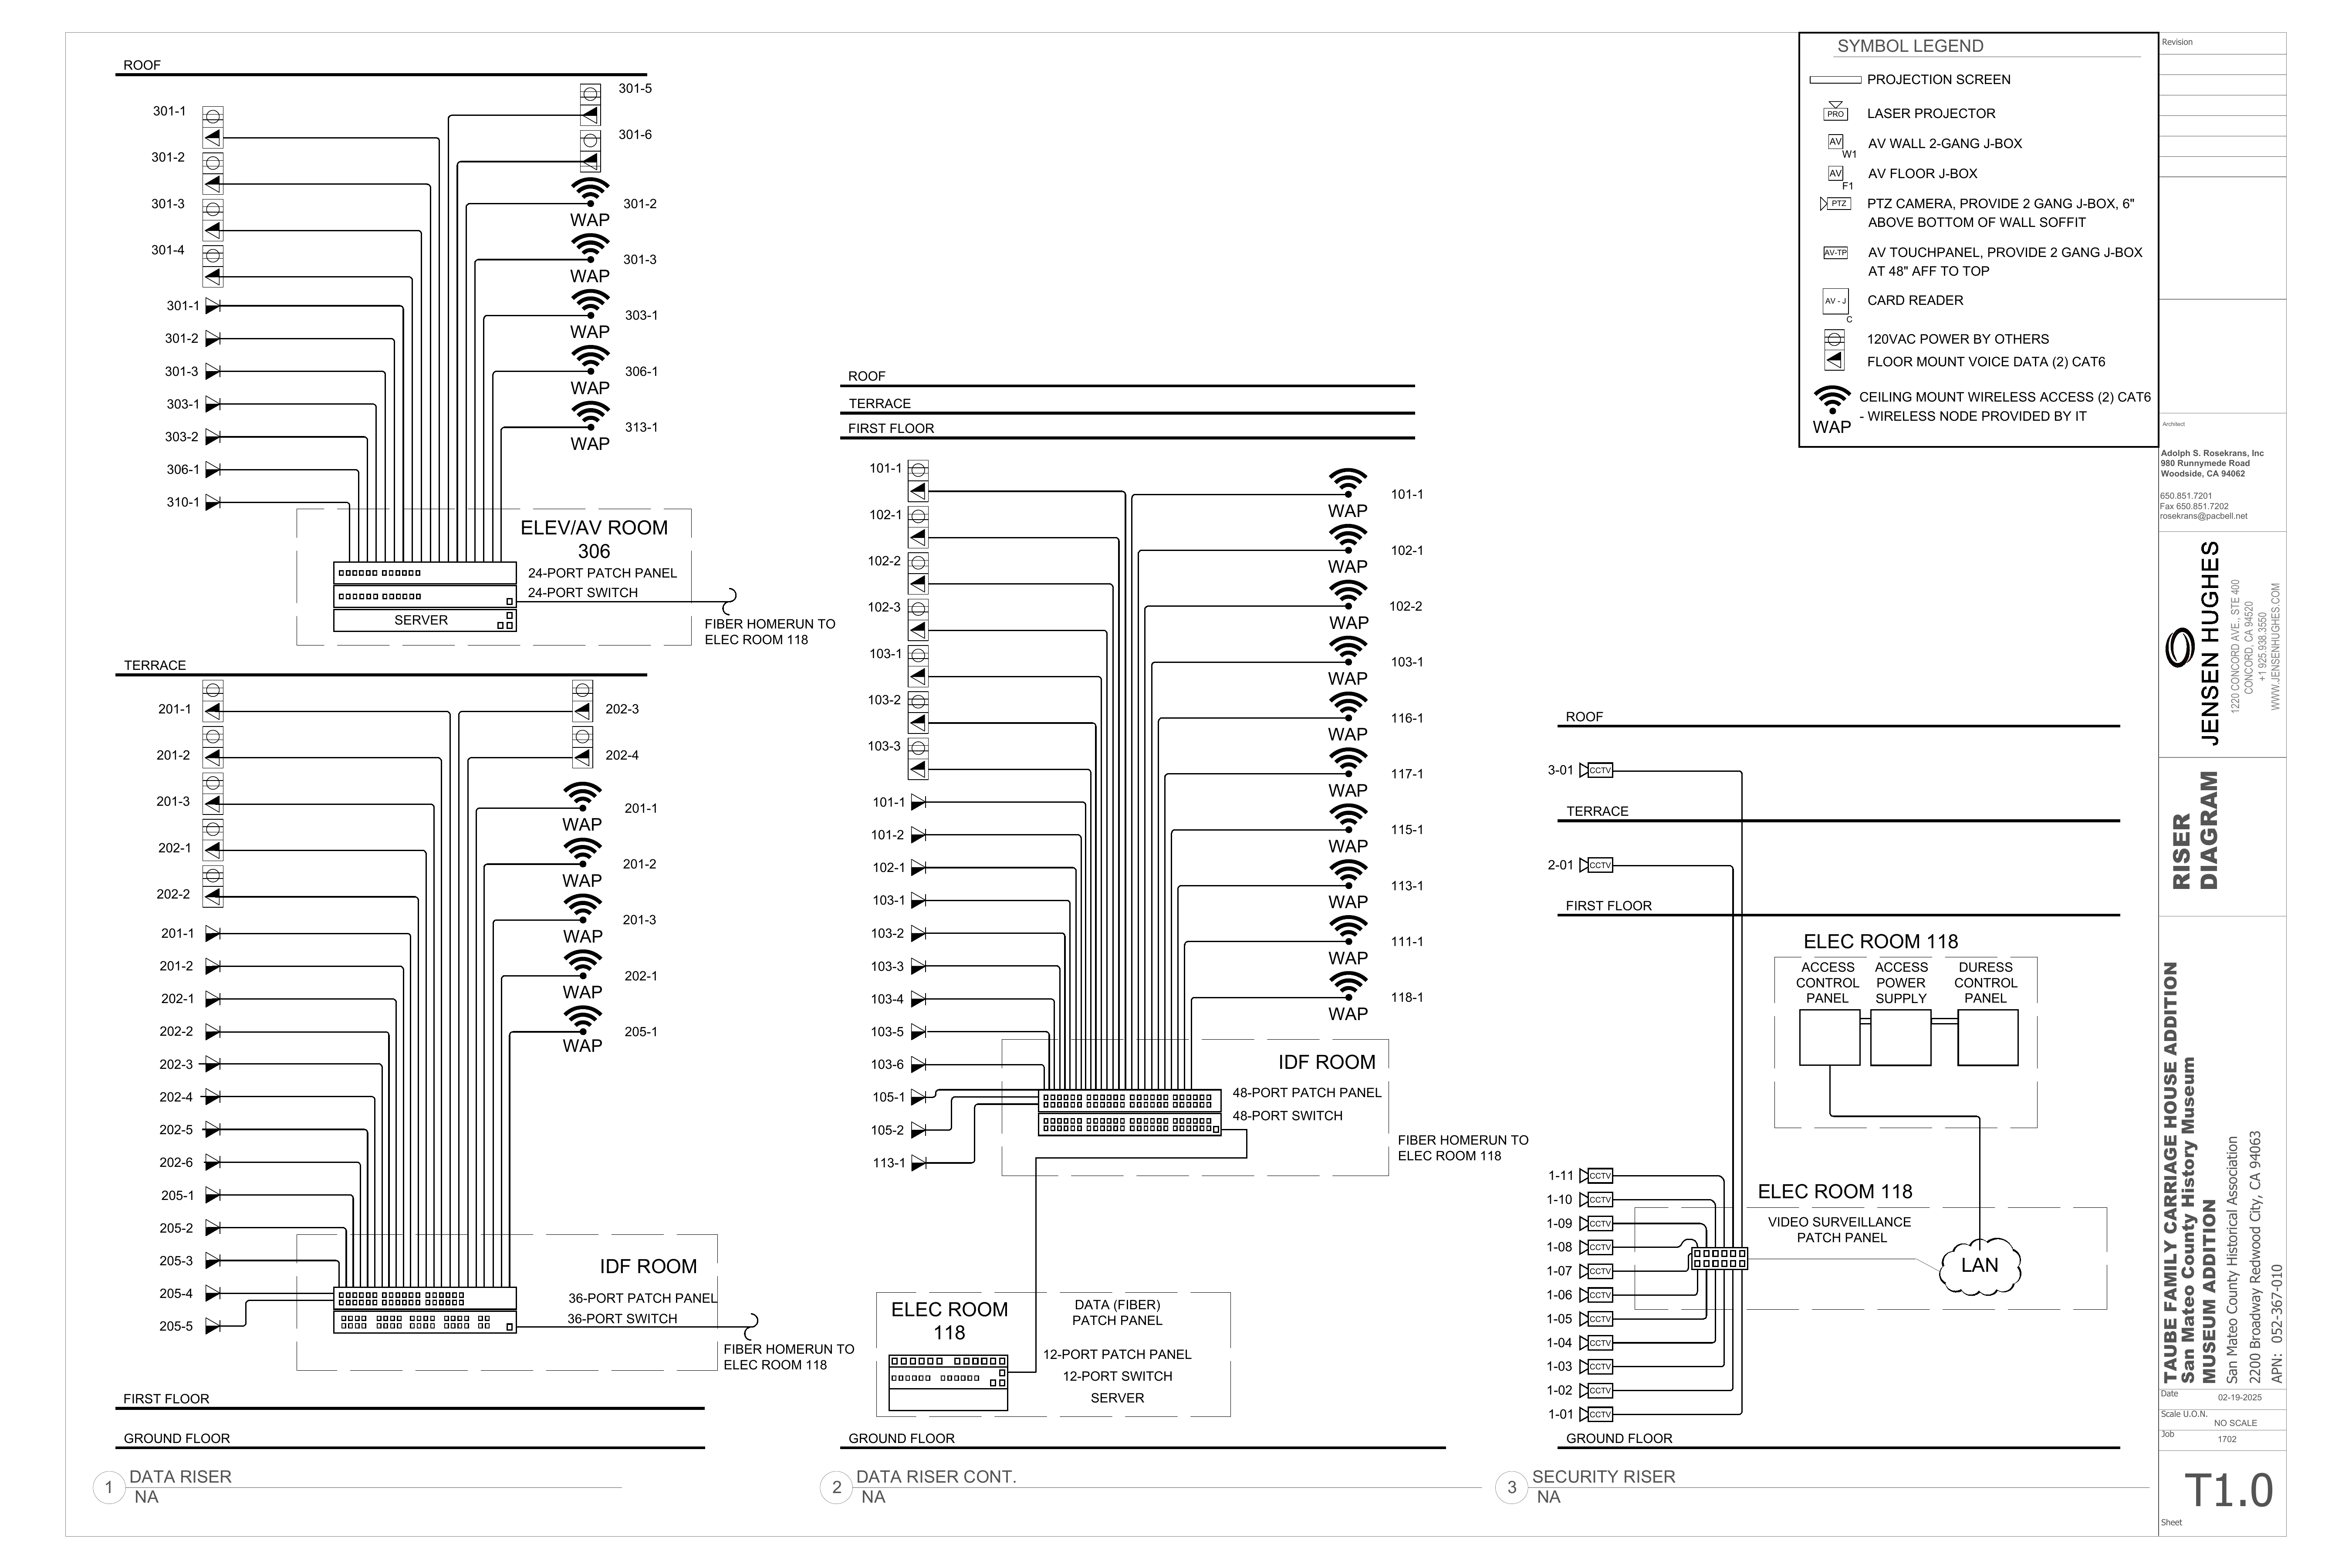 ROOF
301-1
301-2
301-3
301-4
301-1
301-2
301-3
303-1
303-2
306-1
310-1
301-5
301-6
WAP
301-2
WAP
301-3
WAP
303-1
WAP
306-1
WAP
313-1
ELEV/AV ROOM
306
24-PORT PATCH PANEL
24-PORT SWITCH
SERVER
FIBER HOMERUN TO
ELEC ROOM 118
TERRACE
201-1
201-2
201-3
202-1
202-2
201-1
201-2
202-1
202-2
202-3
202-4
202-5
202-6
205-1
205-2
205-3
205-4
205-5
202-3
202-4
201-1
WAP
201-2
WAP
201-3
WAP
202-1
WAP
205-1
WAP
IDF ROOM
36-PORT PATCH PANEL
36-PORT SWITCH
FIBER HOMERUN TO
ELEC ROOM 118
FIRST FLOOR
GROUND FLOOR
1
DATA RISER
NA
ROOF
TERRACE
FIRST FLOOR
101-1
102-1
102-2
102-3
103-1
103-2
103-3
101-1
101-2
102-1
103-1
103-2
103-3
103-4
103-5
103-6
105-1
105-2
113-1
101-1
WAP
102-1
WAP
102-2
WAP
103-1
WAP
116-1
WAP
117-1
WAP
115-1
WAP
113-1
WAP
111-1
WAP
118-1
WAP
IDF ROOM
48-PORT PATCH PANEL
48-PORT SWITCH
FIBER HOMERUN TO
ELEC ROOM 118
ELEC ROOM
118
DATA (FIBER)
PATCH PANEL
12-PORT PATCH PANEL
12-PORT SWITCH
SERVER
GROUND FLOOR
2
DATA RISER CONT.
NA
ROOF
3-01 CCTV
TERRACE
2-01 CCTV
FIRST FLOOR
ELEC ROOM 118
ACCESS
CONTROL
PANEL
ACCESS
POWER
SUPPLY
DURESS
CONTROL
PANEL
1-11 CCTV
1-10 CCTV
1-09 CCTV
1-08 CCTV
1-07 CCTV
1-06 CCTV
1-05 CCTV
1-04 CCTV
1-03 CCTV
1-02 CCTV
1-01 CCTV
ELEC ROOM 118
VIDEO SURVEILLANCE
PATCH PANEL
LAN
GROUND FLOOR
3
SECURITY RISER
NA
SYMBOL LEGEND
PROJECTION SCREEN
PRO
LASER PROJECTOR
AV
W1
AV WALL 2-GANG J-BOX
AV
F1
AV FLOOR J-BOX
PTZ
PTZ CAMERA, PROVIDE 2 GANG J-BOX, 6"
ABOVE BOTTOM OF WALL SOFFIT
AV-TP
AV TOUCHPANEL, PROVIDE 2 GANG J-BOX
AT 48" AFF TO TOP
AV - J
C
CARD READER
120VAC POWER BY OTHERS
FLOOR MOUNT VOICE DATA (2) CAT6
WAP
CEILING MOUNT WIRELESS ACCESS (2) CAT6
- WIRELESS NODE PROVIDED BY IT
Revision
Architect
Adolph S. Rosekrans, Inc
980 Runnymede Road
Woodside, CA 94062
650.851.7201
Fax 650.851.7202
rosekrans@pacbell.net
JENSEN HUGHES
1220 CONCORD AVE., STE 400
CONCORD, CA 94520
+1 925.938.3550
WWW.JENSENHUGHES.COM
RISER
DIAGRAM
TAUBE FAMILY CARRIAGE HOUSE ADDITION
San Mateo County History Museum
MUSEUM ADDITION
San Mateo County Historical Association
2200 Broadway Redwood City, CA 94063
APN: 052-367-010
Date
02-19-2025
Scale U.O.N.
NO SCALE
Job
1702
T1.0
Sheet